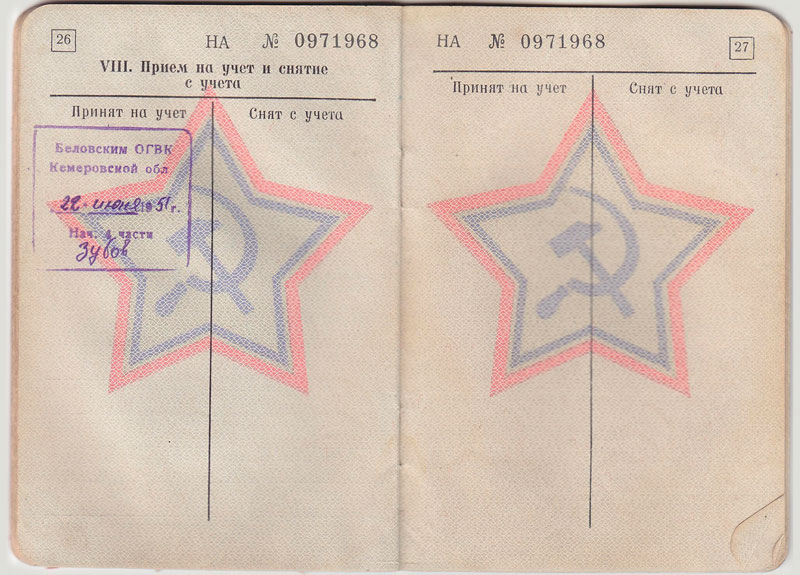 26
НА № 0971968
VIII. Прием на учет и снятие
с учета
Принят на учет
Снят с учета
Беловским ОГВК
Кемеровской обл
22 июня 1951 г.
Нач. 4 части
Зубов
НА № 0971968
27
Принят на учет
Снят с учета